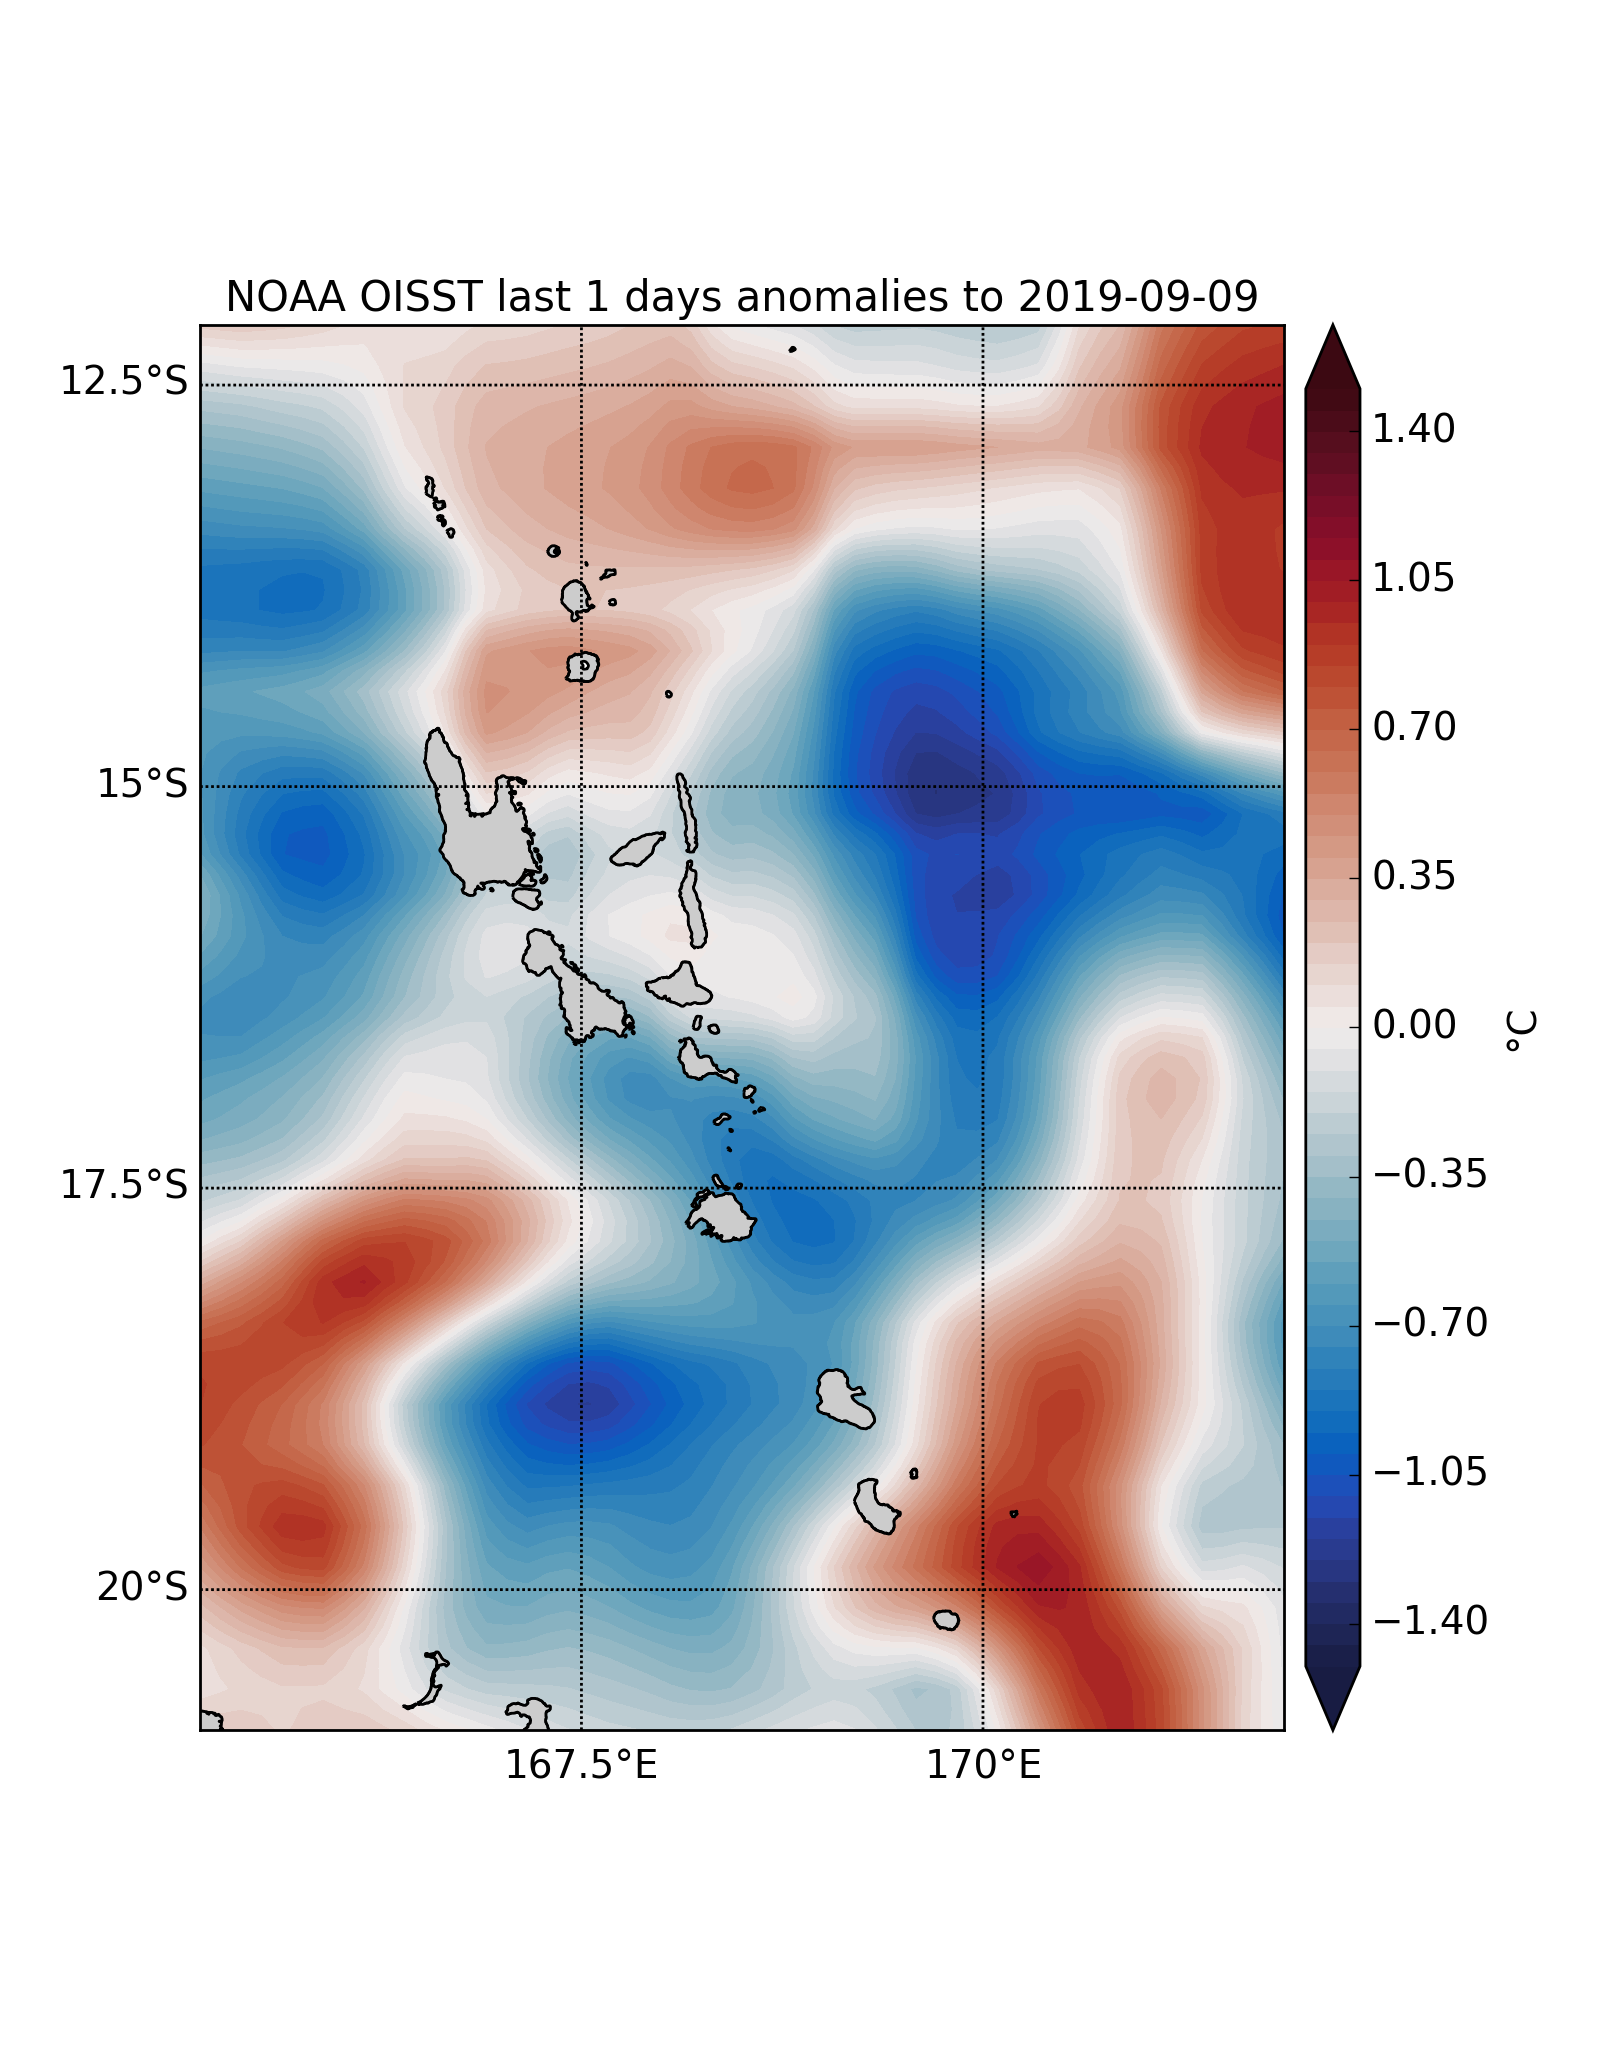 NOAA OISST last 1 days anomalies to 2019-09-09
12.5°S
15°S
17.5°S
20°S
167.5°E
170°E
1.40
1.05
0.70
0.35
0.00
−0.35
−0.70
−1.05
−1.40
°C